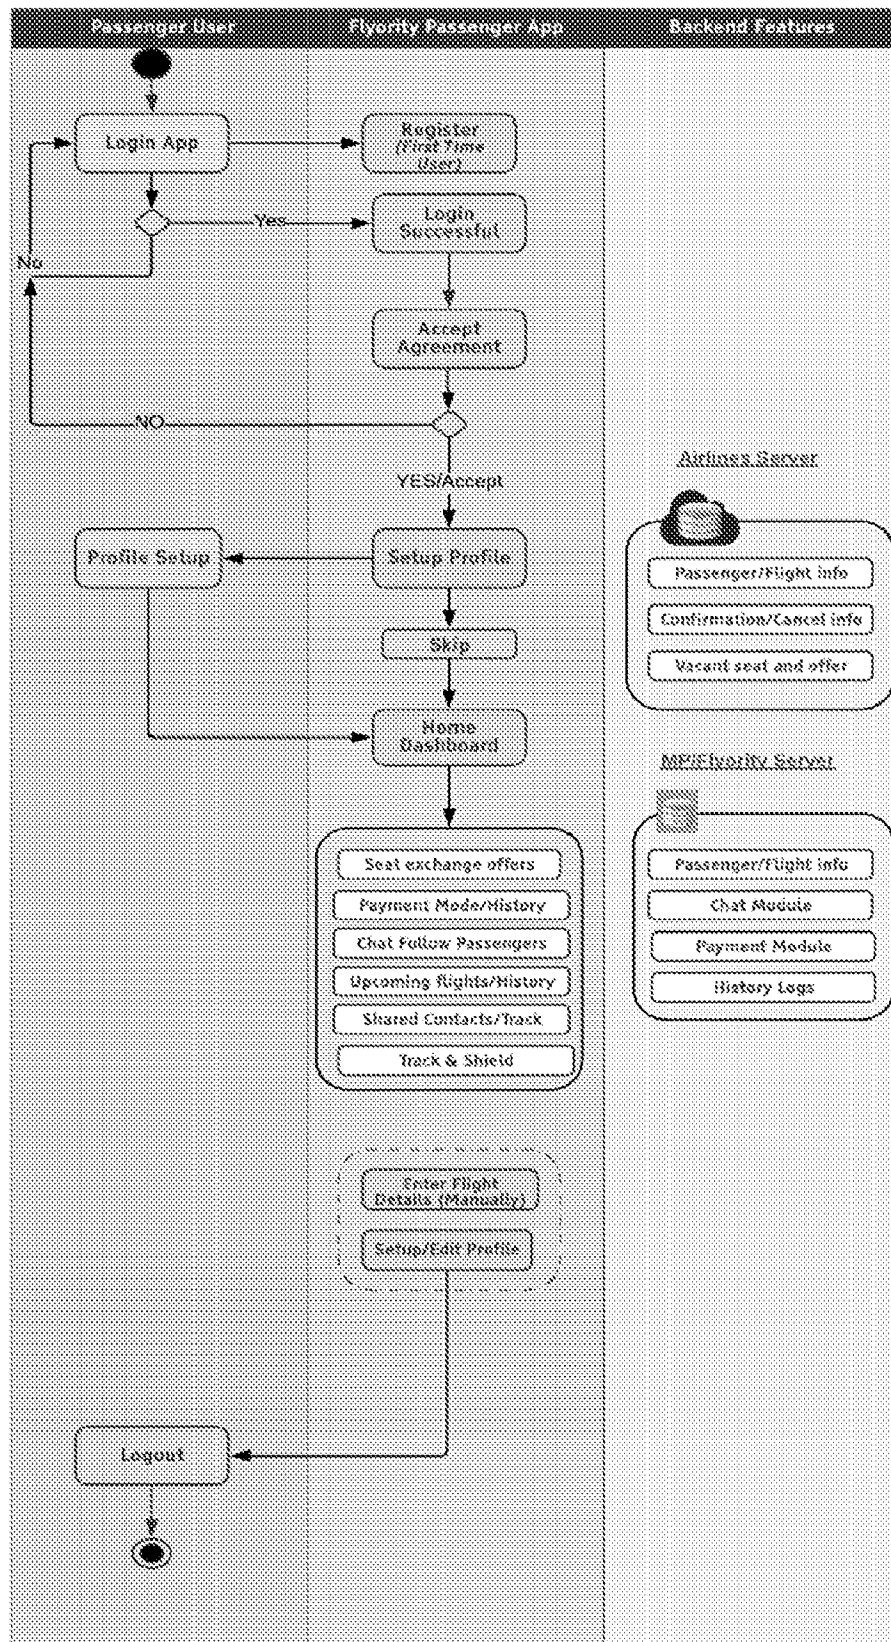 Passenger User
Flyority Passenger App
Backend Features
Login App
Register
(First Time
User)
Yes
Login
Successful
No
Accept
Agreement
NO
YES/Accept
Airlines Server
Profile Setup
Setup Profile
Passenger/Flight info
Confirmation/Cancel info
Skip
Vacant seat and offer
Home
Dashboard
MP/Flyority Server
Seat exchange offers
Passenger/Flight info
Payment Mode/History
Chat Module
Chat Follow Passengers
Payment Module
Upcoming flights/History
History Logs
Shared Contacts/Track
Track & Shield
Enter Flight
Details (Manually)
Setup/Edit Profile
Logout